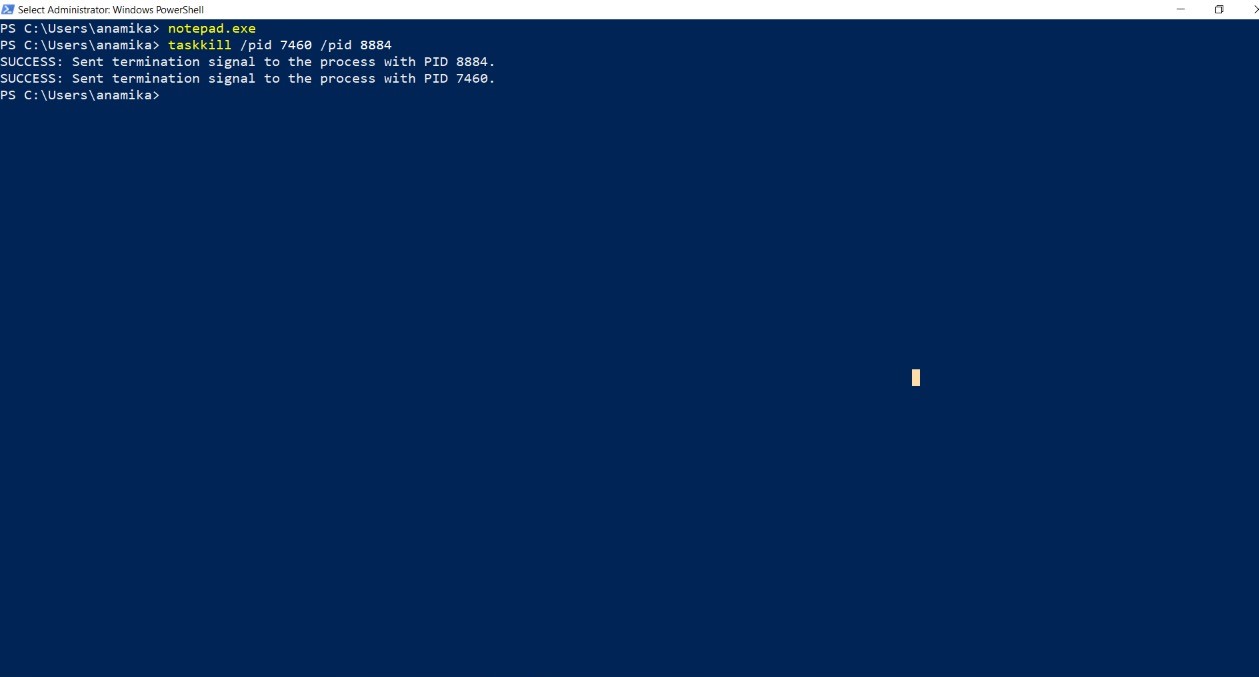 Select Administrator: Windows PowerShell
PS C:\Users\anamika> notepad.exe
PS C:\Users\anamika> taskkill /pid 7460 /pid 8884
SUCCESS: Sent termination signal to the process with PID 8884.
SUCCESS: Sent termination signal to the process with PID 7460.
PS C:\Users\anamika>